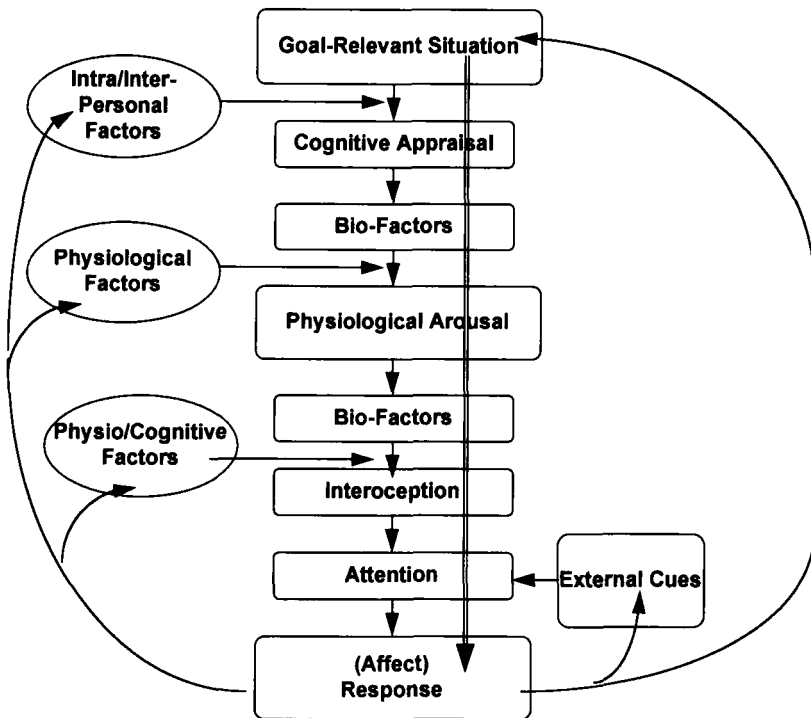 Goal-Relevant Situation
Intra/Inter-
Personal
Factors
Cognitive Appraisal
Bio-Factors
Physiological
Factors
Physiological Arousal
Bio-Factors
Physio/Cognitive
Factors
Interoception
Attention
External Cues
(Affect)
Response